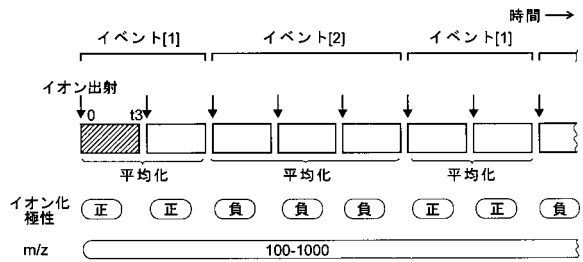 時間
イベント[1] イベント[2] イベント[1]
イオン出射
0 t3
平均化 平均化 平均化
イオン化極性 正 正 負 負 負 正 正 負
m/z 100-1000